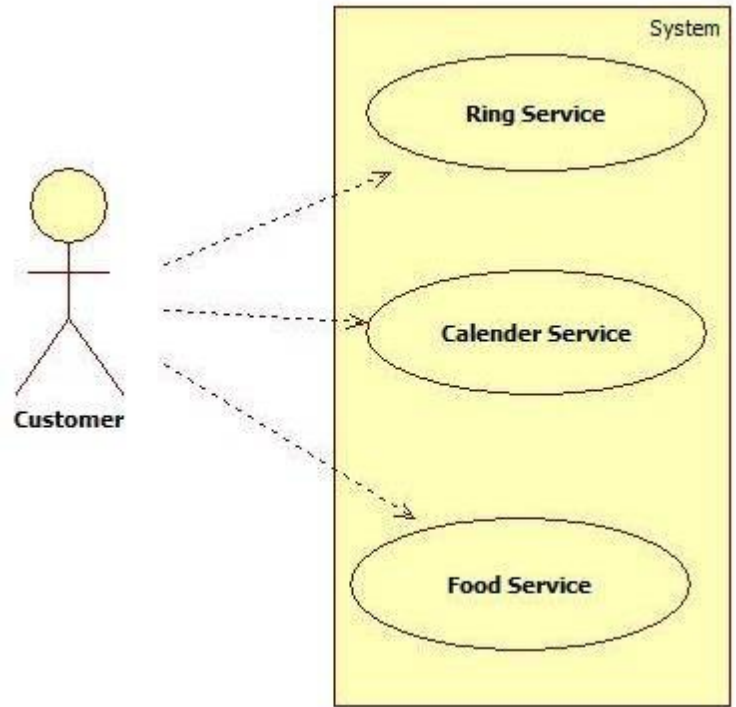 System
Ring Service
Calender Service
Customer
Food Service